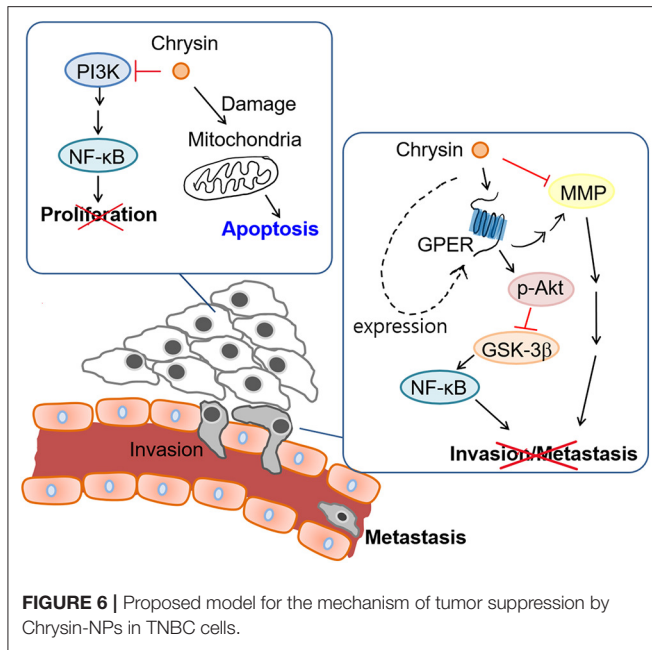 Chrysin
PI3K
Damage
Mitochondria
NF-κB
Proliferation
Apoptosis
Chrysin
MMP
GPER
p-Akt
expression
GSK-3β
NF-κB
Invasion/Metastasis
Invasion
Metastasis
FIGURE 6 | Proposed model for the mechanism of tumor suppression by
Chrysin-NPs in TNBC cells.